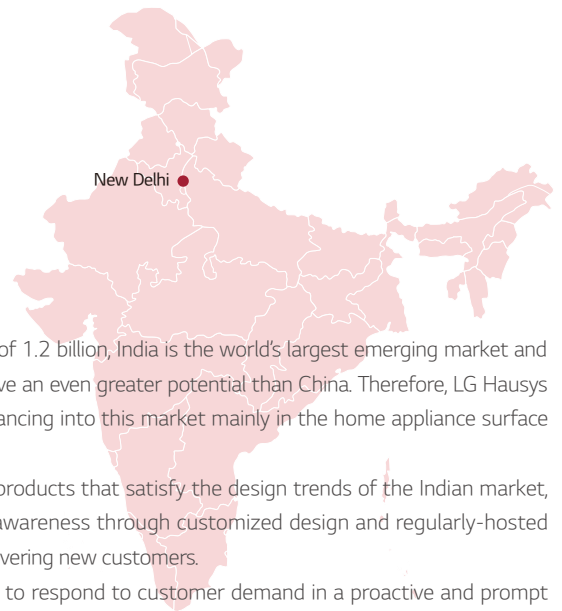 New Delhi
of 1.2 billion, India is the world's largest emerging market and
ve an even greater potential than China. Therefore, LG Hausys
ancing into this market mainly in the home appliance surface
products that satisfy the design trends of the Indian market,
awareness through customized design and regularly-hosted
vering new customers.
to respond to customer demand in a proactive and prompt